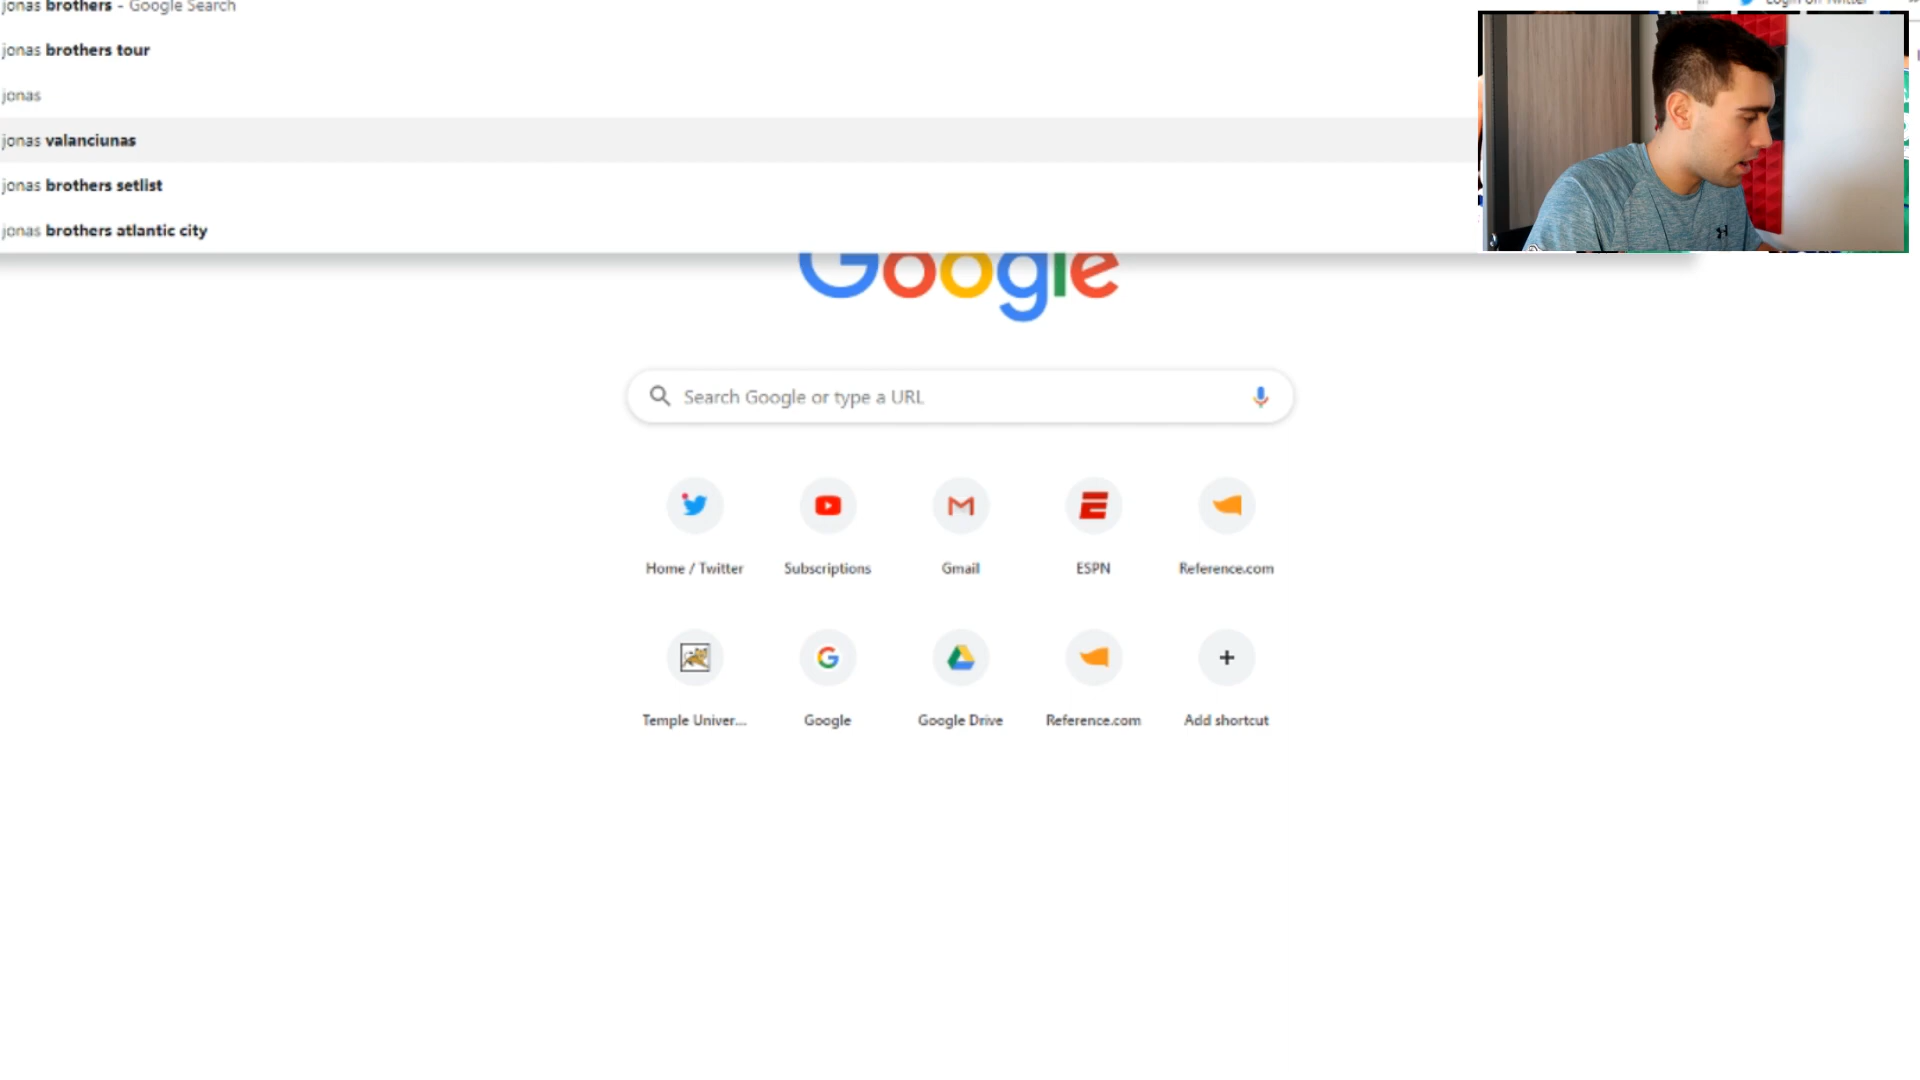 jonas brothers - Google Search
jonas brothers tour
jonas
jonas valanciunas
jonas brothers setlist
jonas brothers atlantic city
Google
Search Google or type a URL
Home / Twitter
Subscriptions
Gmail
ESPN
Reference.com
Temple Univer...
Google
Google Drive
Reference.com
Add shortcut